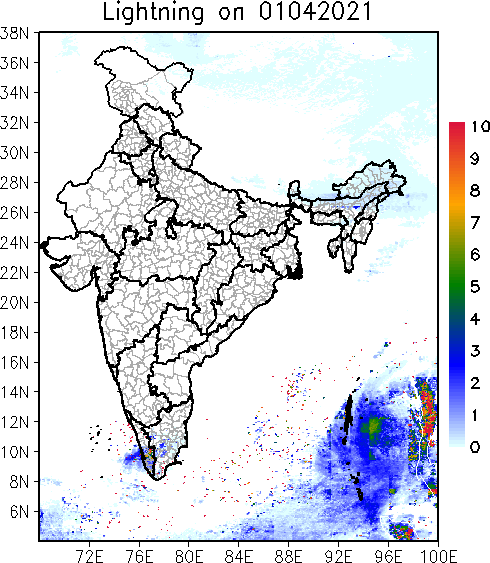 Lightning on 01042021
38N
36N
34N
32N
30N
28N
26N
24N
22N
20N
18N
16N
14N
12N
10N
8N
6N
72E 76E 80E 84E 88E 92E 96E 100E
10
9
8
7
6
5
4
3
2
1
0